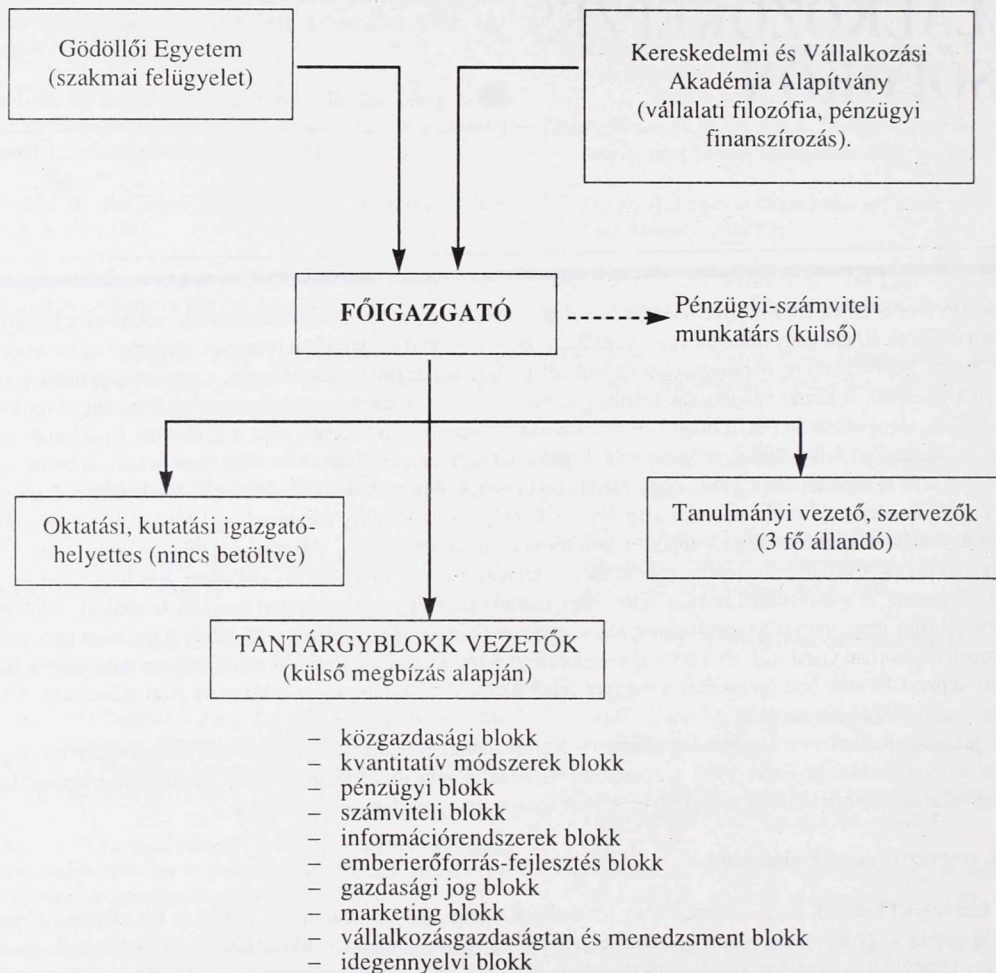 Gödöllői Egyetem
(szakmai felügyelet)
Kereskedelmi és Vállalkozási
Akadémia Alapítvány
(vállalati filozófia, pénzügyi
finanszírozás).
FŐIGAZGATÓ
Pénzügyi-számviteli
munkatárs (külső)
Oktatási, kutatási igazgató-
helyettes (nincs betöltve)
Tanulmányi vezető, szervezők
(3 fő állandó)
TANTÁRGYBLOKK VEZETŐK
(külső megbízás alapján)
– közgazdasági blokk
– kvantitatív módszerek blokk
– pénzügyi blokk
– számviteli blokk
– információrendszerek blokk
– emberierőforrás-fejlesztés blokk
– gazdasági jog blokk
– marketing blokk
– vállalkozásgazdaságtan és menedzsment blokk
– idegennyelvi blokk